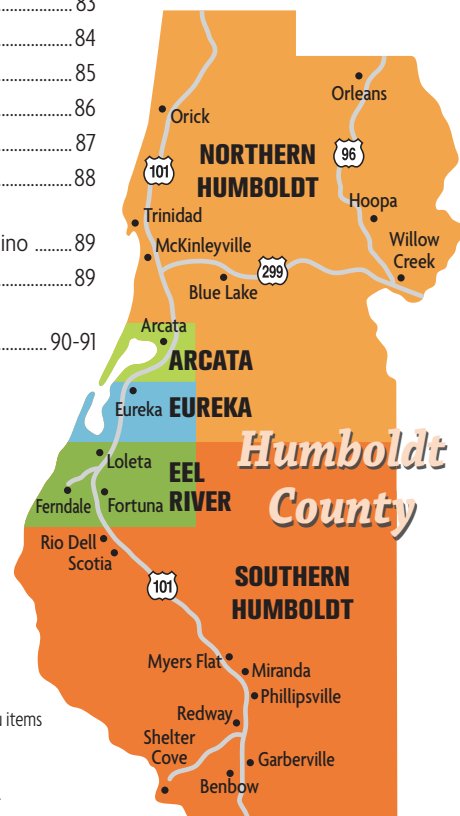 83
84
85
86
87
88
ino ........ 89
89
90-91
Orleans
Orick
NORTHERN
HUMBOLDT
96
101
Hoopa
Trinidad
Willow
Creek
McKinleyville
299
Blue Lake
Arcata
ARCATA
Eureka
EUREKA
Humboldt
County
Loleta
EEL
RIVER
Ferndale
Fortuna
Rio Dell
Scotia
101
SOUTHERN
HUMBOLDT
Myers Flat
Miranda
Phillipsville
Redway
items
Shelter
Cove
Garberville
Benbow